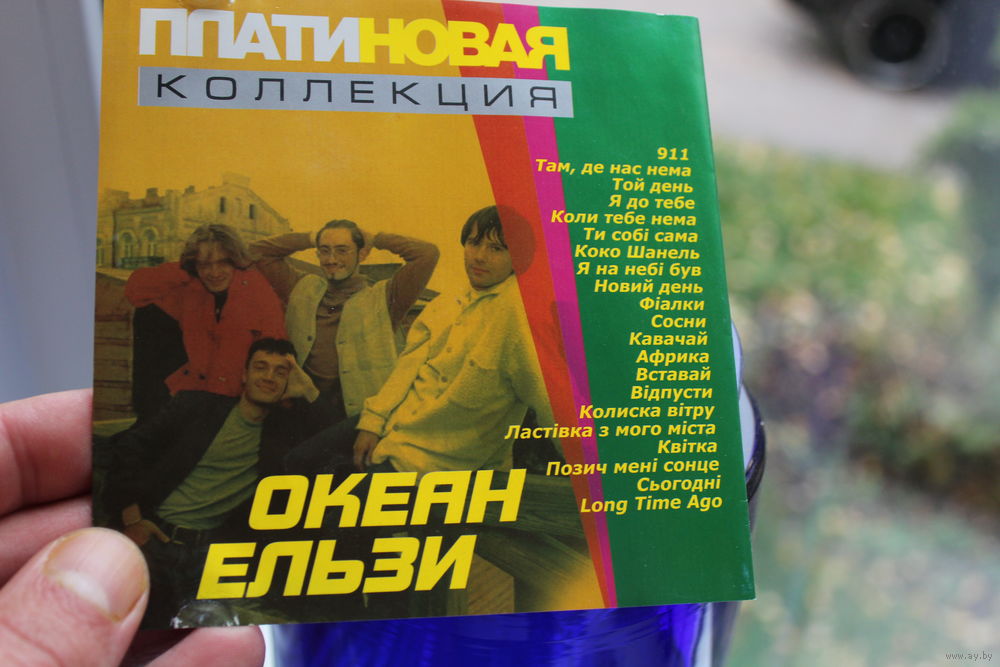 ПЛАТИНОВАЯ
КОЛЛЕКЦИЯ
911
Там, де нас нема
Той день
Я до тебе
Коли тебе нема
Ти собі сама
Коко Шанель
Я на небі був
Новий день
Фіалки
Сосни
Кавачай
Африка
Вставай
Відпусти
Колиска вітру
Ластівка з мого міста
Квітка
Позич мені сонце
Сьогодні
Long Time Ago
ОКЕАН
ЕЛЬЗИ
www.ay.by